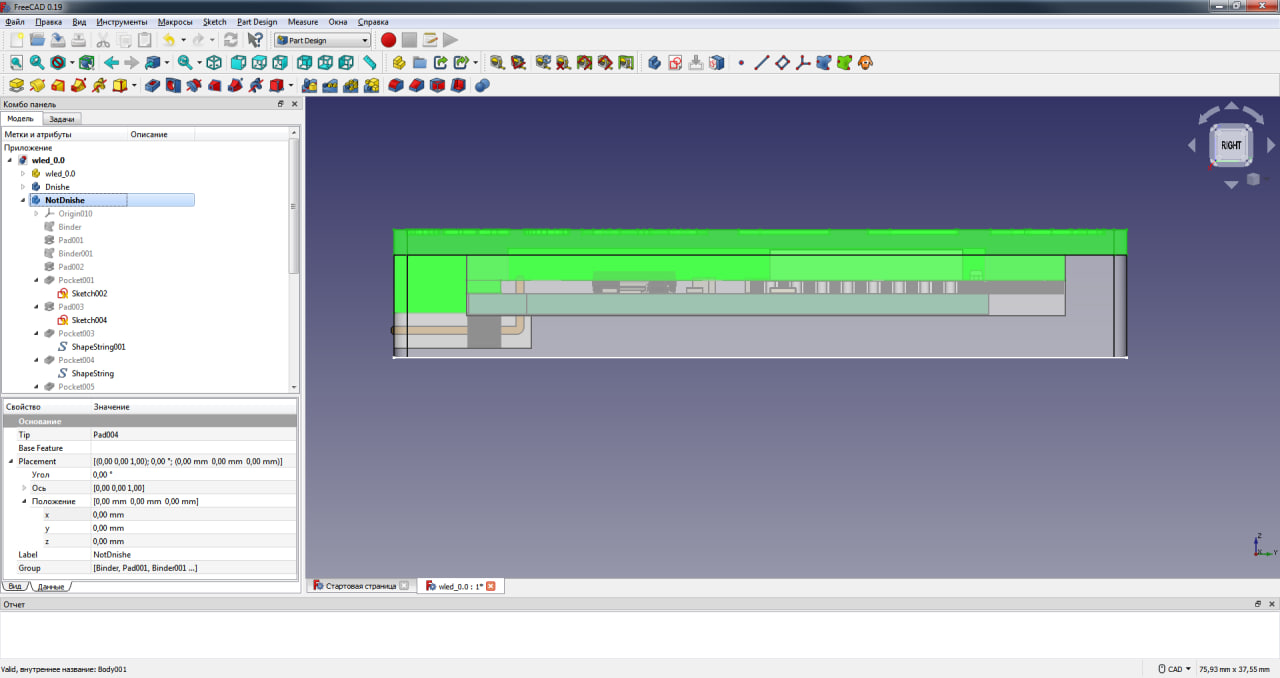 FreeCAD 0.19
Файл Правка Вид Инструменты Макросы Sketch Part Design Measure Окна Справка
Part Design
Комбо панель
Модель Задачи
Метки и атрибуты Описание
Приложение
wled_0.0
wled_0.0
Dnishe
NotDnishe
Origin010
Binder
Pad001
Binder001
Pad002
Pocket001
Sketch002
Pad003
Sketch004
Pocket003
ShapeString001
Pocket004
ShapeString
Pocket005
Свойство Значение
Основание
Tip Pad004
Base Feature
Placement [(0,00 0,00 1,00); 0,00 °; (0,00 mm 0,00 mm 0,00 mm)]
Угол 0,00 °
Ось [0,00 0,00 1,00]
Положение [0,00 mm 0,00 mm 0,00 mm]
x 0,00 mm
y 0,00 mm
z 0,00 mm
Label NotDnishe
Group [Binder, Pad001, Binder001 ...]
Вид Данные
RIGHT
Z
X
Y
Стартовая страница wled_0.0 : 1*
Отчет
Valid, внутреннее название: Body001
CAD 75,93 mm x 37,55 mm